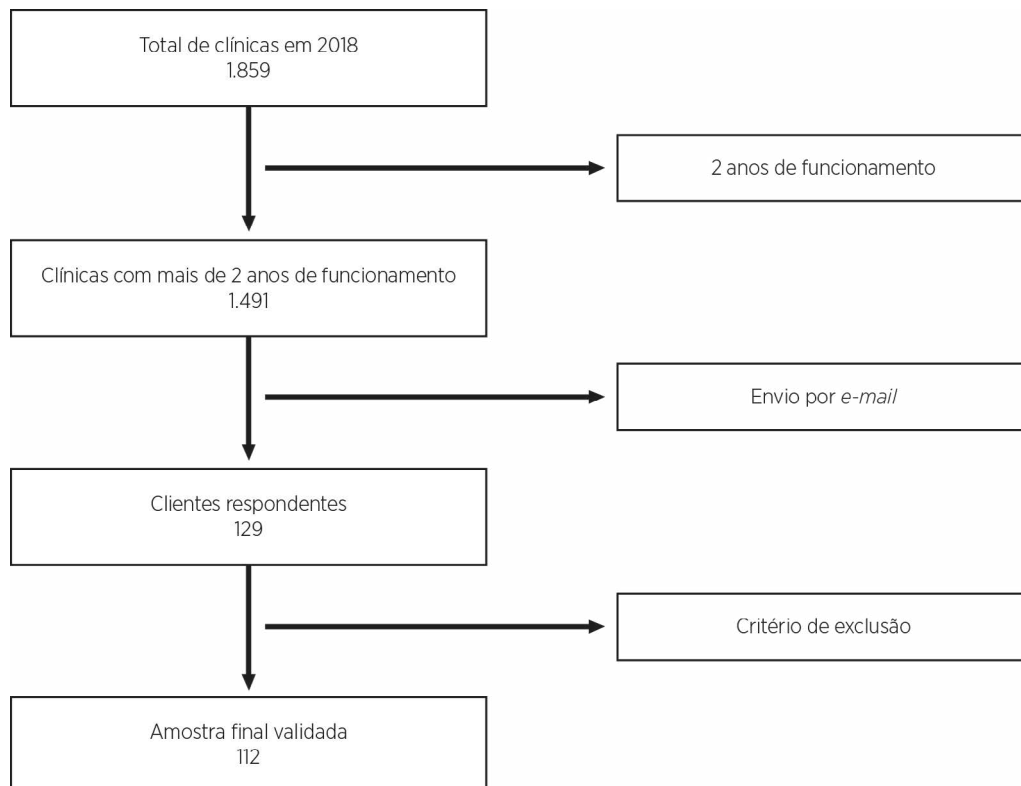 Total de clínicas em 2018
1.859
2 anos de funcionamento
Clínicas com mais de 2 anos de funcionamento
1.491
Envio por e-mail
Clientes respondentes
129
Critério de exclusão
Amostra final validada
112